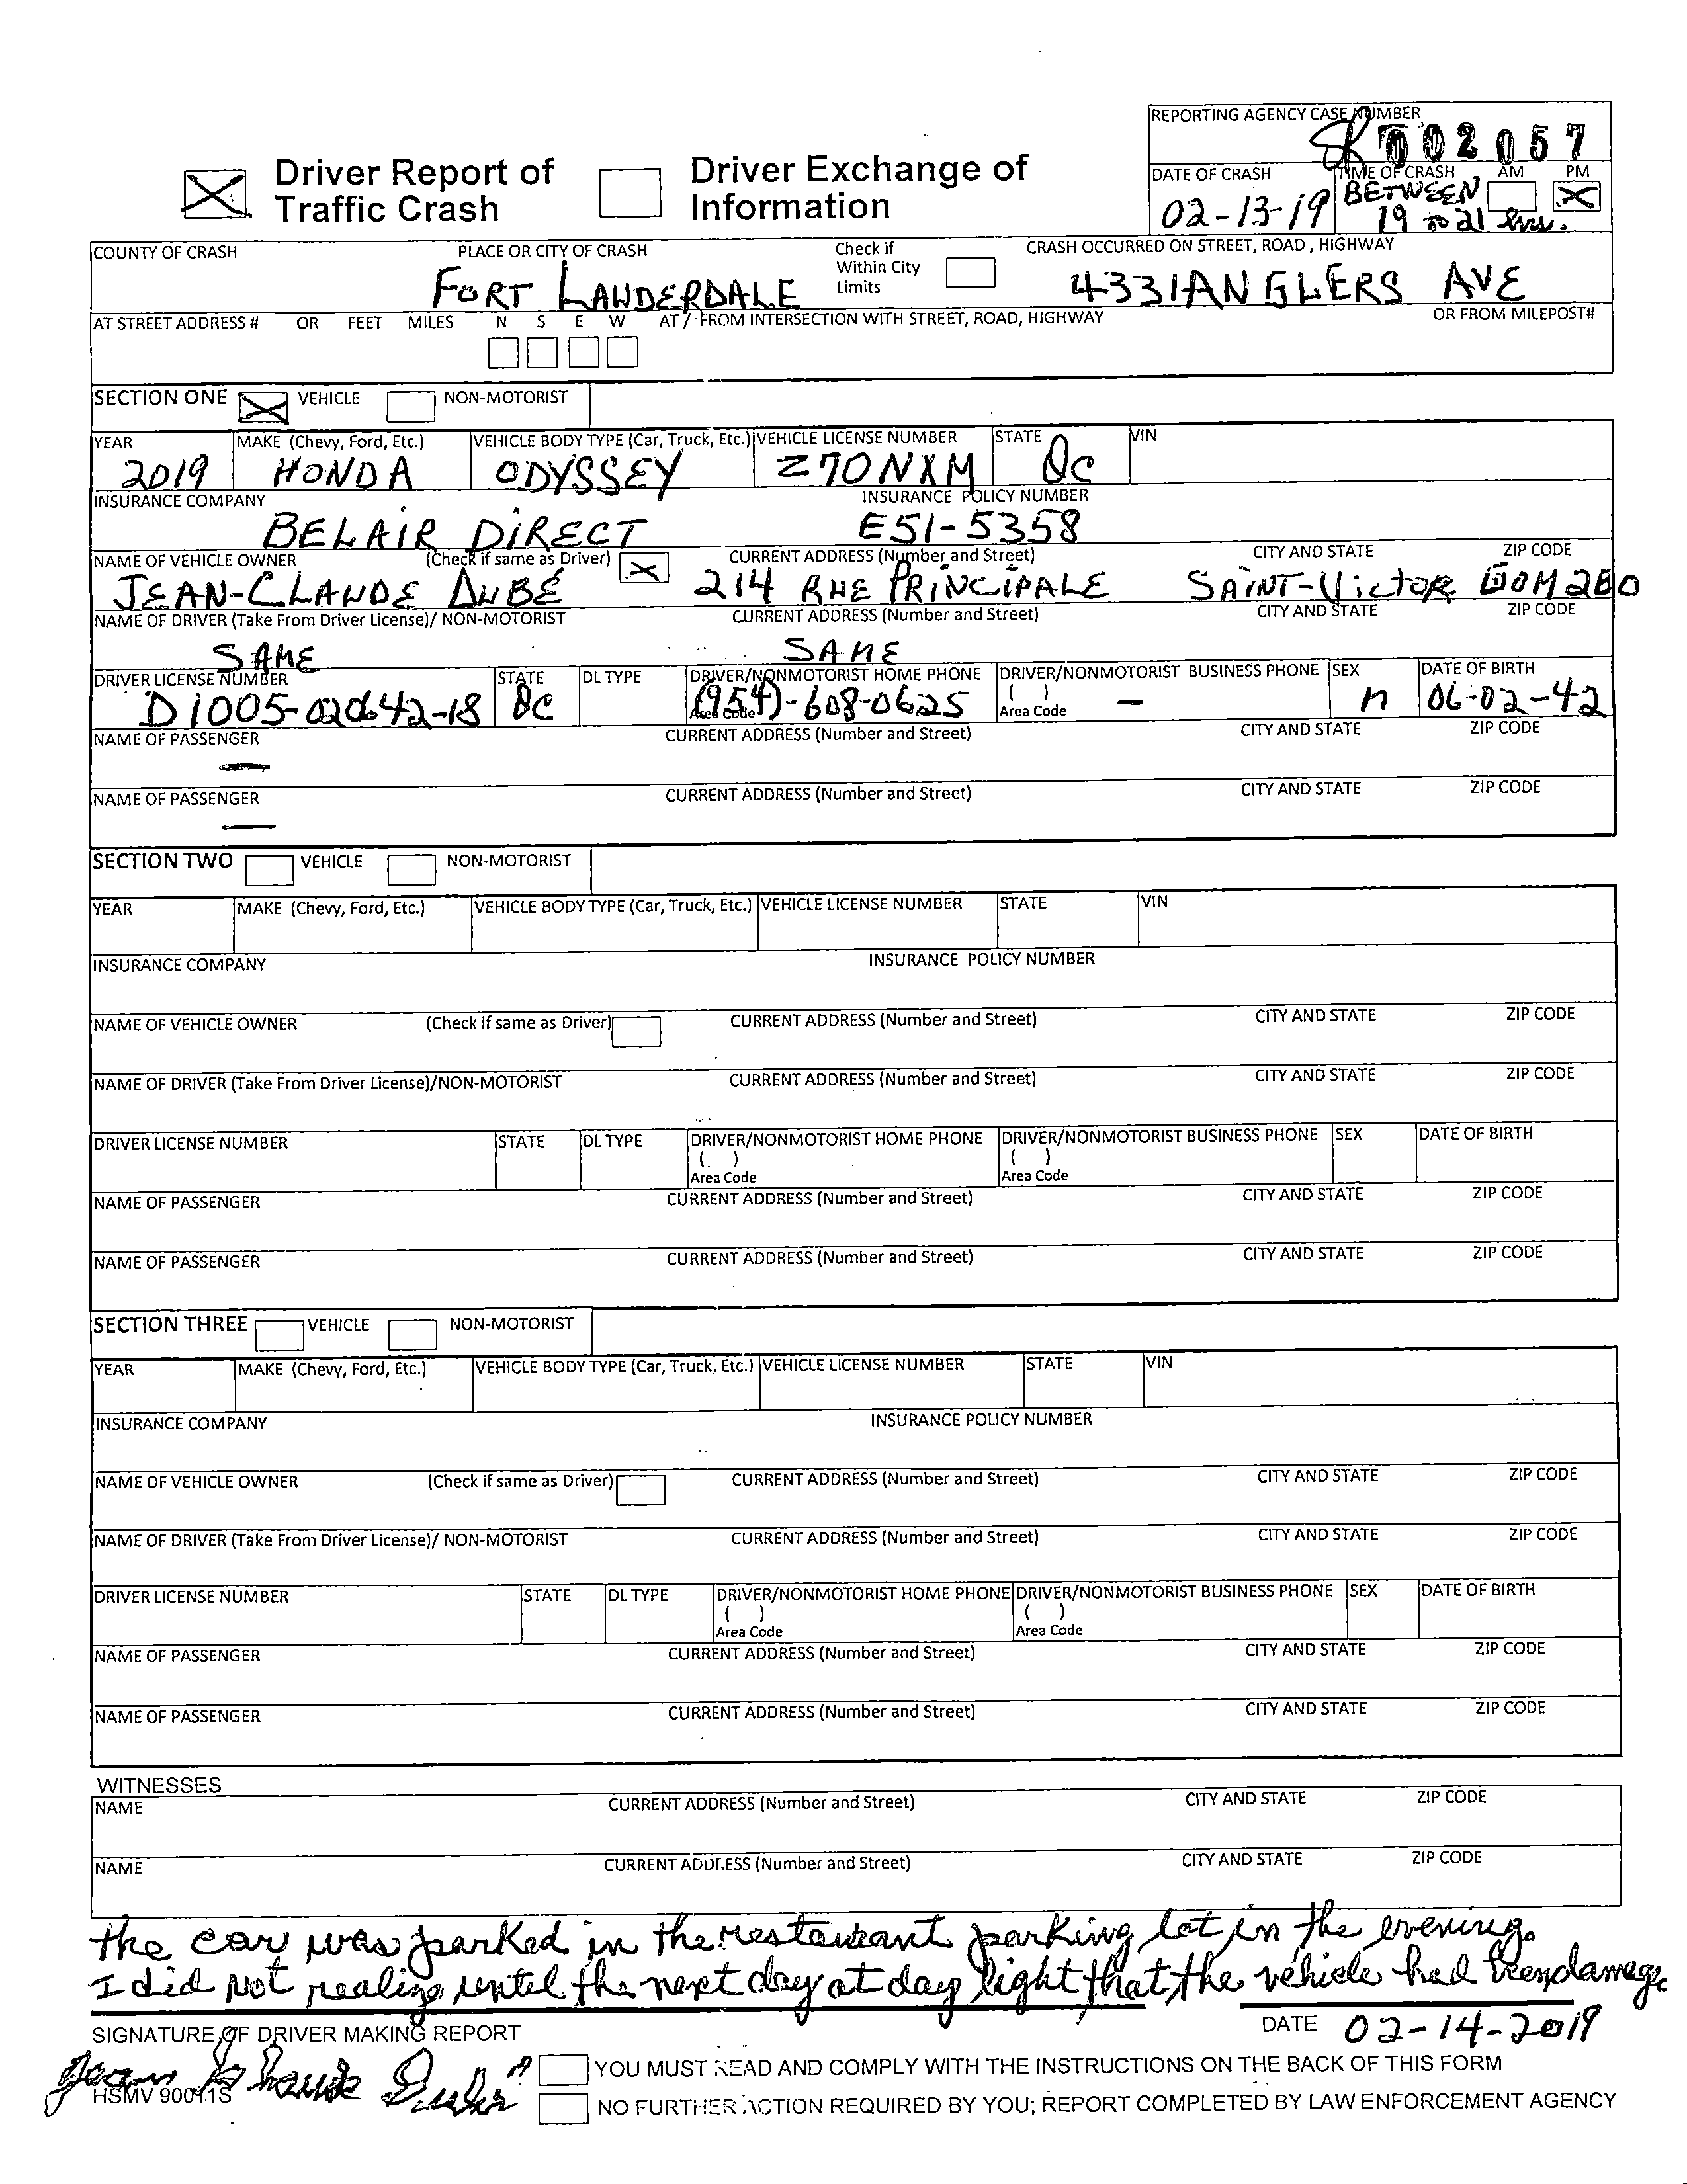 REPORTING AGENCY CASE NUMBER
002057
Driver Report of Traffic Crash
Driver Exchange of Information
DATE OF CRASH TIME OF CRASH AM PM
02-13-19 BETWEEN 19 TO 21 hrs.
COUNTY OF CRASH PLACE OR CITY OF CRASH Check if Within City Limits CRASH OCCURRED ON STREET, ROAD, HIGHWAY
FORT LAUDERDALE 4331 ANGLERS AVE
AT STREET ADDRESS # OR FEET MILES N S E W AT / FROM INTERSECTION WITH STREET, ROAD, HIGHWAY OR FROM MILEPOST#
SECTION ONE VEHICLE NON-MOTORIST
YEAR MAKE (Chevy, Ford, Etc.) VEHICLE BODY TYPE (Car, Truck, Etc.) VEHICLE LICENSE NUMBER STATE VIN
2019 HONDA ODYSSEY Z70NXM QC
INSURANCE COMPANY INSURANCE POLICY NUMBER
BELAIR DIRECT E51-5358
NAME OF VEHICLE OWNER (Check if same as Driver) CURRENT ADDRESS (Number and Street) CITY AND STATE ZIP CODE
JEAN-CLAUDE DUBÉ 214 RUE PRINCIPALE SAINT-VICTOR G0M2B0
NAME OF DRIVER (Take From Driver License)/ NON-MOTORIST CURRENT ADDRESS (Number and Street) CITY AND STATE ZIP CODE
SAME SAME
DRIVER LICENSE NUMBER STATE DL TYPE DRIVER/NONMOTORIST HOME PHONE DRIVER/NONMOTORIST BUSINESS PHONE SEX DATE OF BIRTH
D1005-020642-18 QC (954)-608-0625 Area Code ( ) Area Code - M 06-02-42
NAME OF PASSENGER CURRENT ADDRESS (Number and Street) CITY AND STATE ZIP CODE
—
NAME OF PASSENGER CURRENT ADDRESS (Number and Street) CITY AND STATE ZIP CODE
—
SECTION TWO VEHICLE NON-MOTORIST
YEAR MAKE (Chevy, Ford, Etc.) VEHICLE BODY TYPE (Car, Truck, Etc.) VEHICLE LICENSE NUMBER STATE VIN
INSURANCE COMPANY INSURANCE POLICY NUMBER
NAME OF VEHICLE OWNER (Check if same as Driver) CURRENT ADDRESS (Number and Street) CITY AND STATE ZIP CODE
NAME OF DRIVER (Take From Driver License)/NON-MOTORIST CURRENT ADDRESS (Number and Street) CITY AND STATE ZIP CODE
DRIVER LICENSE NUMBER STATE DL TYPE DRIVER/NONMOTORIST HOME PHONE DRIVER/NONMOTORIST BUSINESS PHONE SEX DATE OF BIRTH
( ) ( )
Area Code Area Code
NAME OF PASSENGER CURRENT ADDRESS (Number and Street) CITY AND STATE ZIP CODE
NAME OF PASSENGER CURRENT ADDRESS (Number and Street) CITY AND STATE ZIP CODE
SECTION THREE VEHICLE NON-MOTORIST
YEAR MAKE (Chevy, Ford, Etc.) VEHICLE BODY TYPE (Car, Truck, Etc.) VEHICLE LICENSE NUMBER STATE VIN
INSURANCE COMPANY INSURANCE POLICY NUMBER
NAME OF VEHICLE OWNER (Check if same as Driver) CURRENT ADDRESS (Number and Street) CITY AND STATE ZIP CODE
NAME OF DRIVER (Take From Driver License)/ NON-MOTORIST CURRENT ADDRESS (Number and Street) CITY AND STATE ZIP CODE
DRIVER LICENSE NUMBER STATE DL TYPE DRIVER/NONMOTORIST HOME PHONE DRIVER/NONMOTORIST BUSINESS PHONE SEX DATE OF BIRTH
( ) ( )
Area Code Area Code
NAME OF PASSENGER CURRENT ADDRESS (Number and Street) CITY AND STATE ZIP CODE
NAME OF PASSENGER CURRENT ADDRESS (Number and Street) CITY AND STATE ZIP CODE
WITNESSES
NAME CURRENT ADDRESS (Number and Street) CITY AND STATE ZIP CODE
NAME CURRENT ADDRESS (Number and Street) CITY AND STATE ZIP CODE
the car was parked in the restaurant parking lot in the evening.
I did not realize until the next day at day light that the vehicle had been damage
SIGNATURE OF DRIVER MAKING REPORT DATE 02-14-2019
Jean Claude Dubé
YOU MUST READ AND COMPLY WITH THE INSTRUCTIONS ON THE BACK OF THIS FORM
HSMV 90011S
NO FURTHER ACTION REQUIRED BY YOU; REPORT COMPLETED BY LAW ENFORCEMENT AGENCY